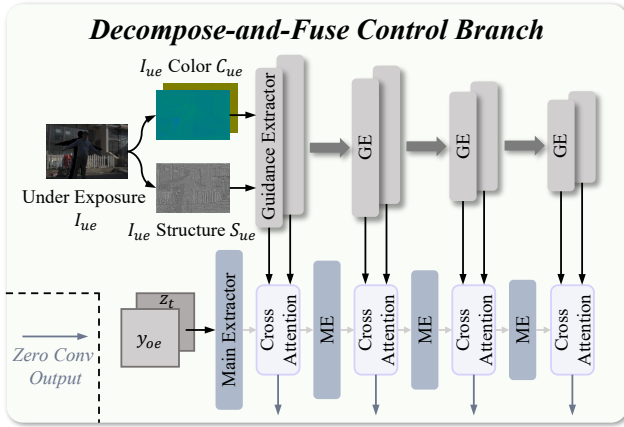 Decompose-and-Fuse Control Branch
I_ue Color C_ue
Under Exposure
I_ue
I_ue Structure S_ue
Guidance Extractor
GE
GE
GE
z_t
y_oe
Main Extractor
Cross
Attention
ME
Cross
Attention
ME
Cross
Attention
ME
Cross
Attention
Zero Conv
Output